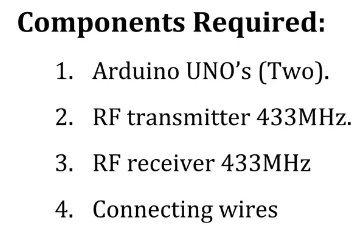 Components Required:
1. Arduino UNO’s (Two).
2. RF transmitter 433MHz.
3. RF receiver 433MHz
4. Connecting wires